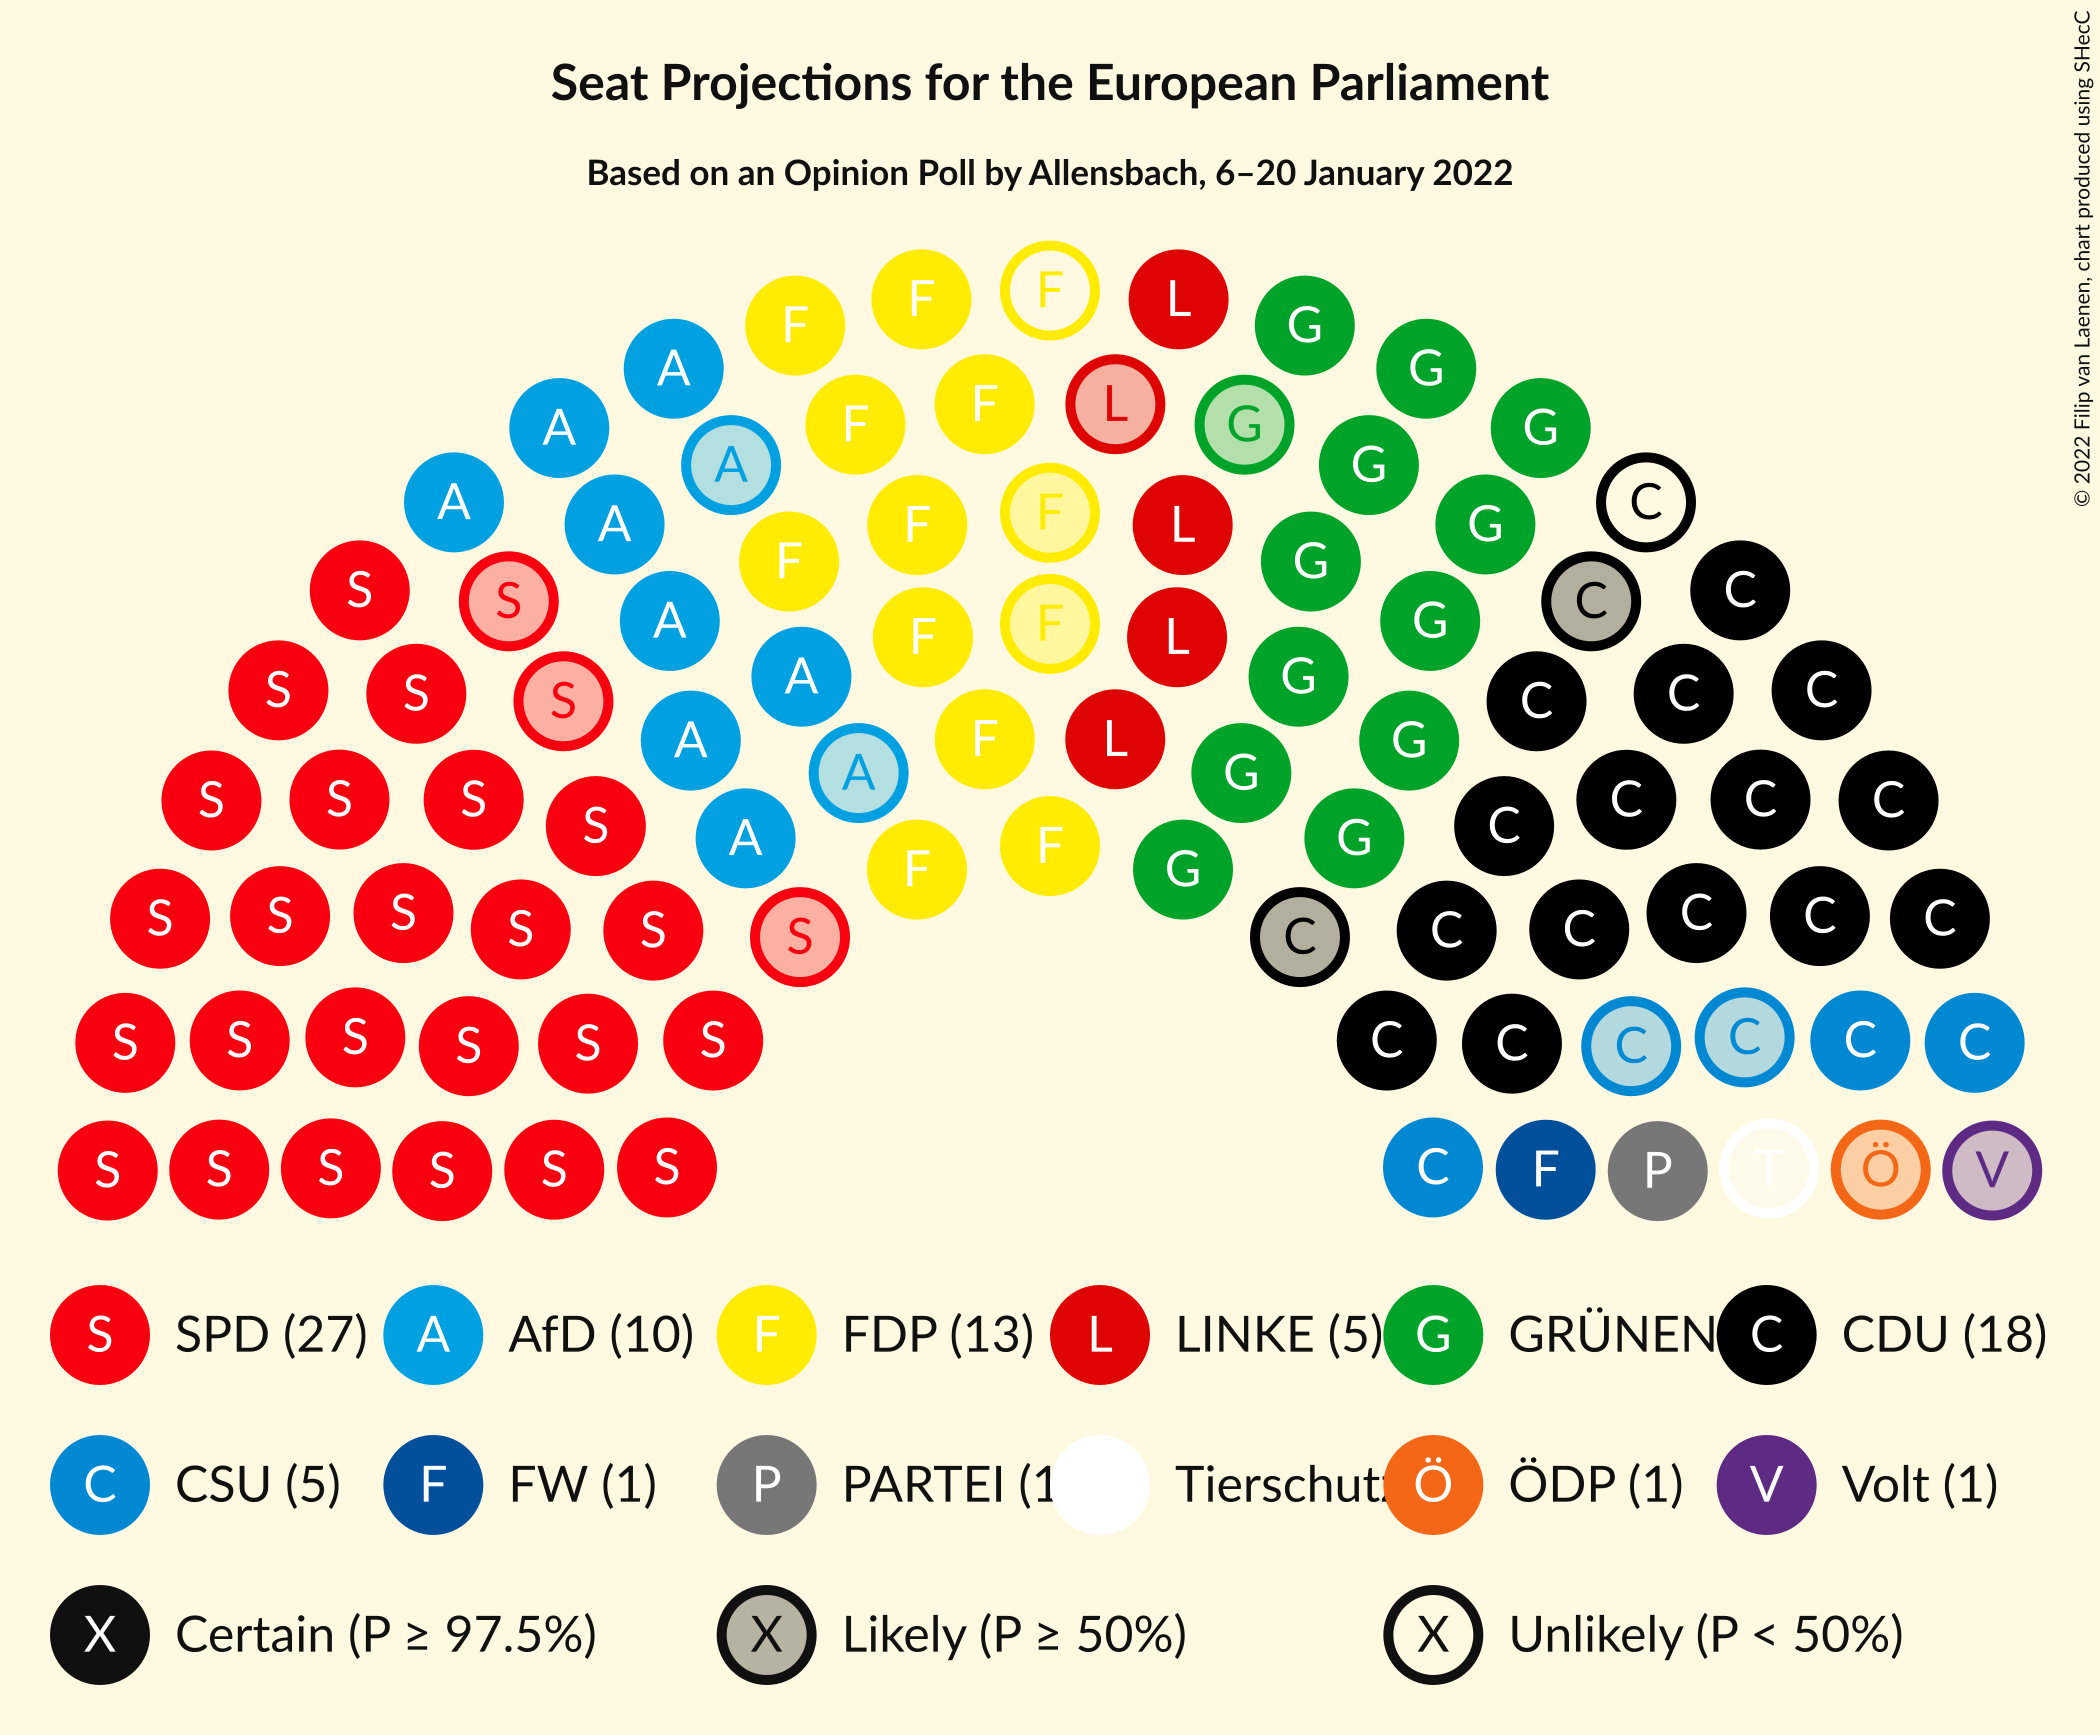 Seat Projections for the European Parliament
Based on an Opinion Poll by Allensbach, 6–20 January 2022
© 2022 Filip van Laenen, chart produced using SHecC
F F F L G
A F F L G G G
A A A F F F L G G G C
A A F F F L G G G C C
S S A A F F L G G G C C C C
S S S A A G G C C C
S S S S A F F G G C C C C
S S S S S S C C C C C C
S S S S S S C C C C C C
S S S S S S C F P T Ö V
S SPD (27) A AfD (10) F FDP (13) L LINKE (5) G GRÜNEN C CDU (18)
C CSU (5) F FW (1) P PARTEI (1 Tierschutz Ö ÖDP (1) V Volt (1)
X Certain (P ≥ 97.5%) X Likely (P ≥ 50%) X Unlikely (P < 50%)